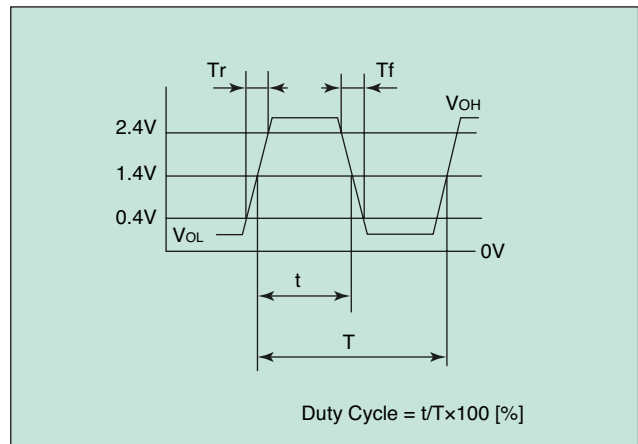 Tr Tf
VOH
2.4V
1.4V
0.4V
VOL
0V
t
T
Duty Cycle = t/T×100 [%]